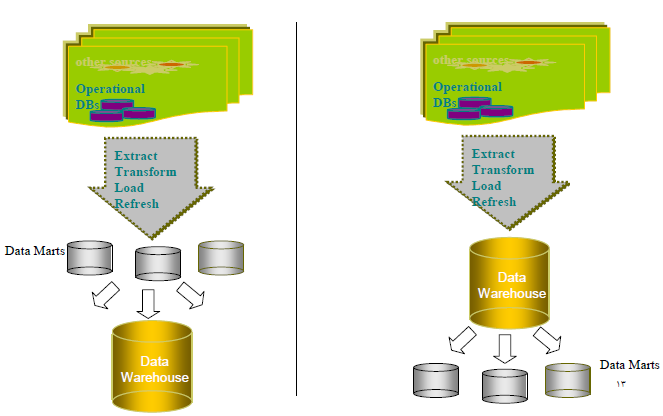 other sources
Operational
DBs
Extract
Transform
Load
Refresh
Data Marts
Data
Warehouse
other sources
Operational
DBs
Extract
Transform
Load
Refresh
Data
Warehouse
Data Marts
١٣